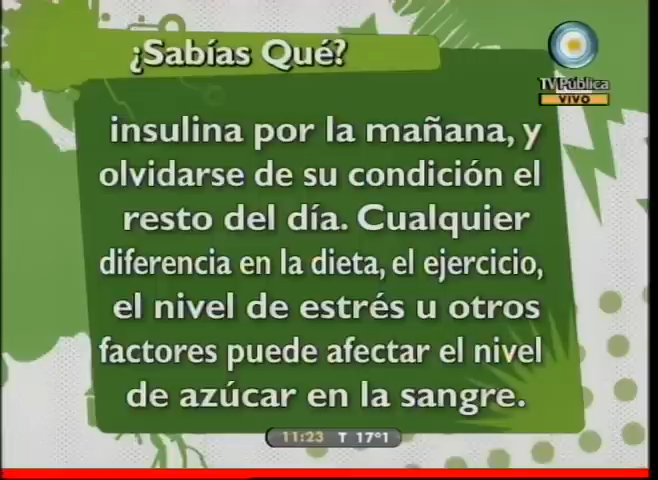 ¿Sabías Qué?
TV Pública
VIVO
insulina por la mañana, y
olvidarse de su condición el
resto del día. Cualquier
diferencia en la dieta, el ejercicio,
el nivel de estrés u otros
factores puede afectar el nivel
de azúcar en la sangre.
11:23 T 17°1